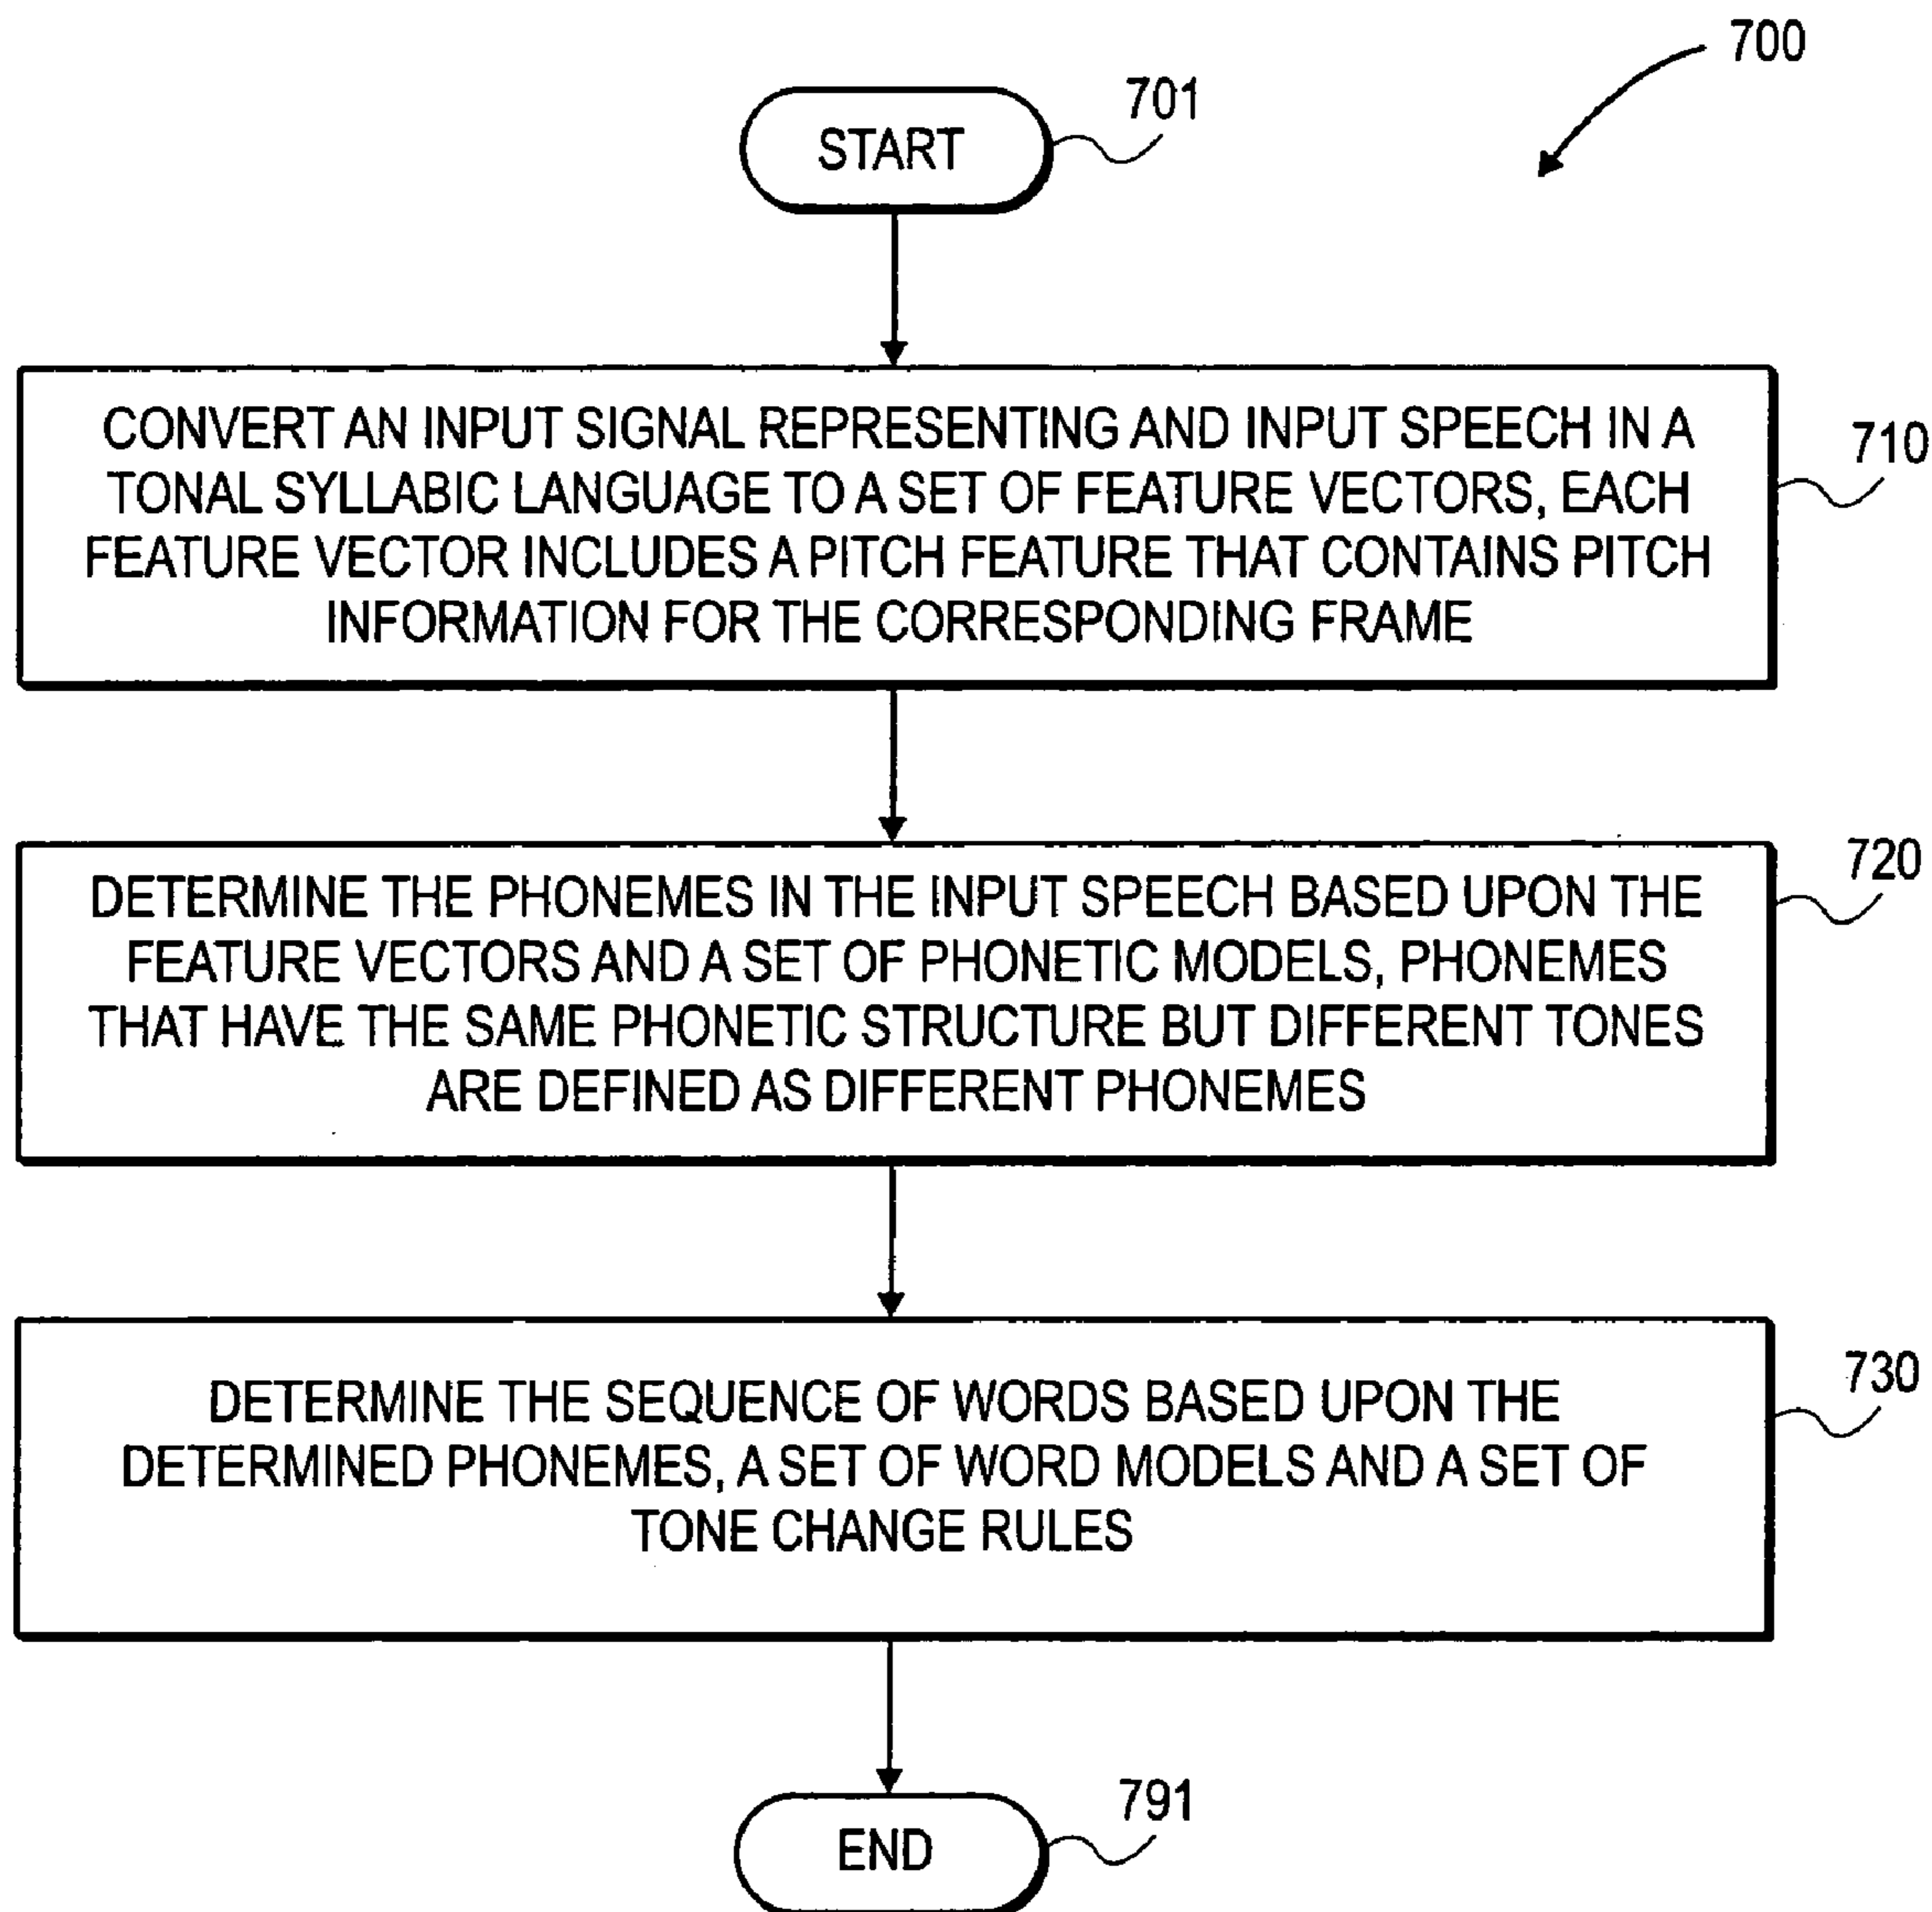 700
START
701
CONVERT AN INPUT SIGNAL REPRESENTING AND INPUT SPEECH IN A
TONAL SYLLABIC LANGUAGE TO A SET OF FEATURE VECTORS, EACH
FEATURE VECTOR INCLUDES A PITCH FEATURE THAT CONTAINS PITCH
INFORMATION FOR THE CORRESPONDING FRAME
710
DETERMINE THE PHONEMES IN THE INPUT SPEECH BASED UPON THE
FEATURE VECTORS AND A SET OF PHONETIC MODELS, PHONEMES
THAT HAVE THE SAME PHONETIC STRUCTURE BUT DIFFERENT TONES
ARE DEFINED AS DIFFERENT PHONEMES
720
DETERMINE THE SEQUENCE OF WORDS BASED UPON THE
DETERMINED PHONEMES, A SET OF WORD MODELS AND A SET OF
TONE CHANGE RULES
730
END
791